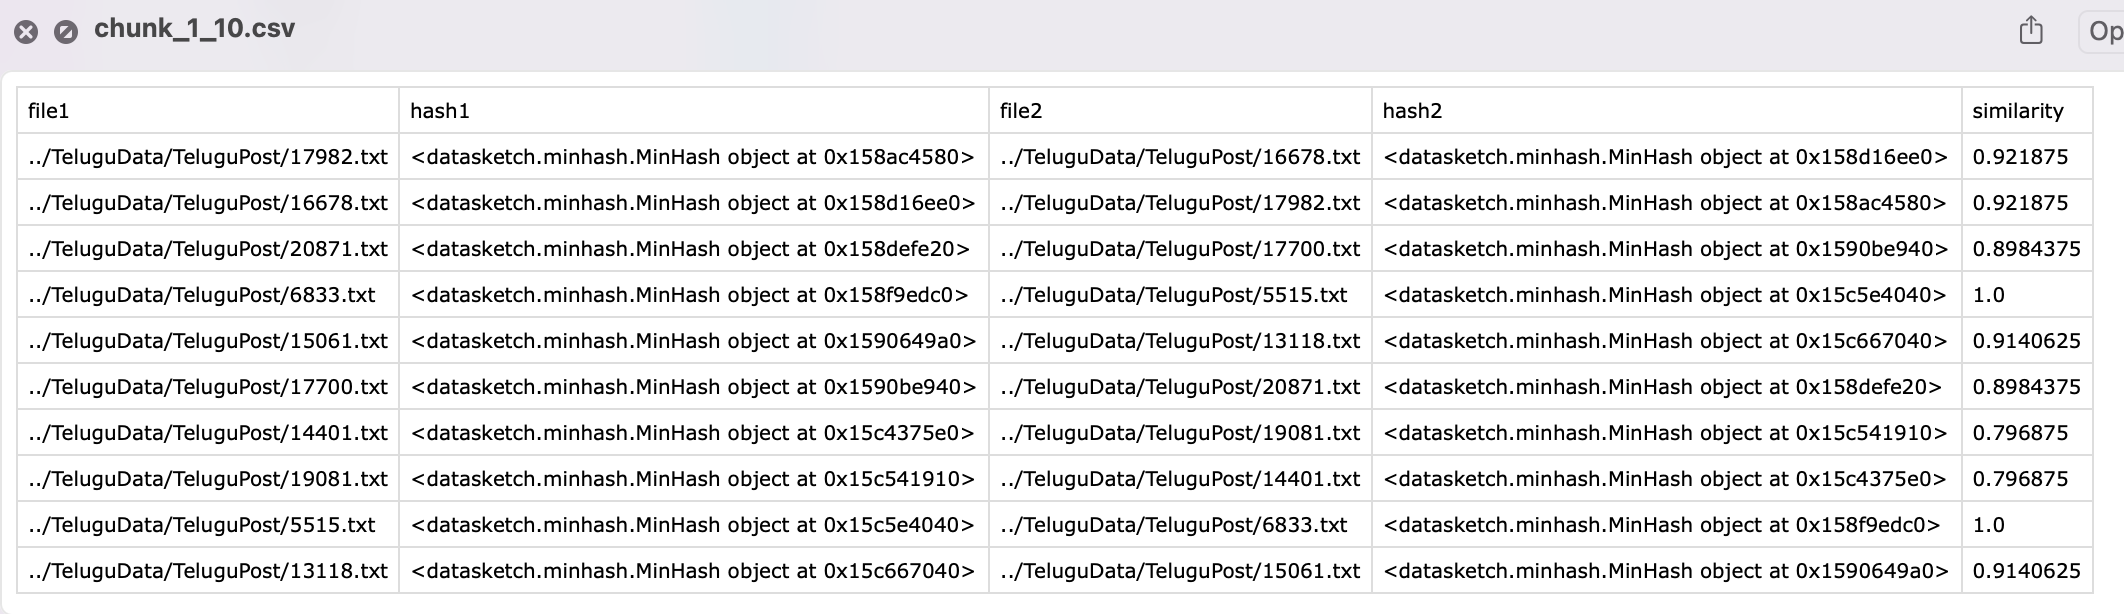 chunk_1_10.csv
Op
file1 hash1 file2 hash2 similarity
../TeluguData/TeluguPost/17982.txt <datasketch.minhash.MinHash object at 0x158ac4580> ../TeluguData/TeluguPost/16678.txt <datasketch.minhash.MinHash object at 0x158d16ee0> 0.921875
../TeluguData/TeluguPost/16678.txt <datasketch.minhash.MinHash object at 0x158d16ee0> ../TeluguData/TeluguPost/17982.txt <datasketch.minhash.MinHash object at 0x158ac4580> 0.921875
../TeluguData/TeluguPost/20871.txt <datasketch.minhash.MinHash object at 0x158defe20> ../TeluguData/TeluguPost/17700.txt <datasketch.minhash.MinHash object at 0x1590be940> 0.8984375
../TeluguData/TeluguPost/6833.txt <datasketch.minhash.MinHash object at 0x158f9edc0> ../TeluguData/TeluguPost/5515.txt <datasketch.minhash.MinHash object at 0x15c5e4040> 1.0
../TeluguData/TeluguPost/15061.txt <datasketch.minhash.MinHash object at 0x1590649a0> ../TeluguData/TeluguPost/13118.txt <datasketch.minhash.MinHash object at 0x15c667040> 0.9140625
../TeluguData/TeluguPost/17700.txt <datasketch.minhash.MinHash object at 0x1590be940> ../TeluguData/TeluguPost/20871.txt <datasketch.minhash.MinHash object at 0x158defe20> 0.8984375
../TeluguData/TeluguPost/14401.txt <datasketch.minhash.MinHash object at 0x15c4375e0> ../TeluguData/TeluguPost/19081.txt <datasketch.minhash.MinHash object at 0x15c541910> 0.796875
../TeluguData/TeluguPost/19081.txt <datasketch.minhash.MinHash object at 0x15c541910> ../TeluguData/TeluguPost/14401.txt <datasketch.minhash.MinHash object at 0x15c4375e0> 0.796875
../TeluguData/TeluguPost/5515.txt <datasketch.minhash.MinHash object at 0x15c5e4040> ../TeluguData/TeluguPost/6833.txt <datasketch.minhash.MinHash object at 0x158f9edc0> 1.0
../TeluguData/TeluguPost/13118.txt <datasketch.minhash.MinHash object at 0x15c667040> ../TeluguData/TeluguPost/15061.txt <datasketch.minhash.MinHash object at 0x1590649a0> 0.9140625